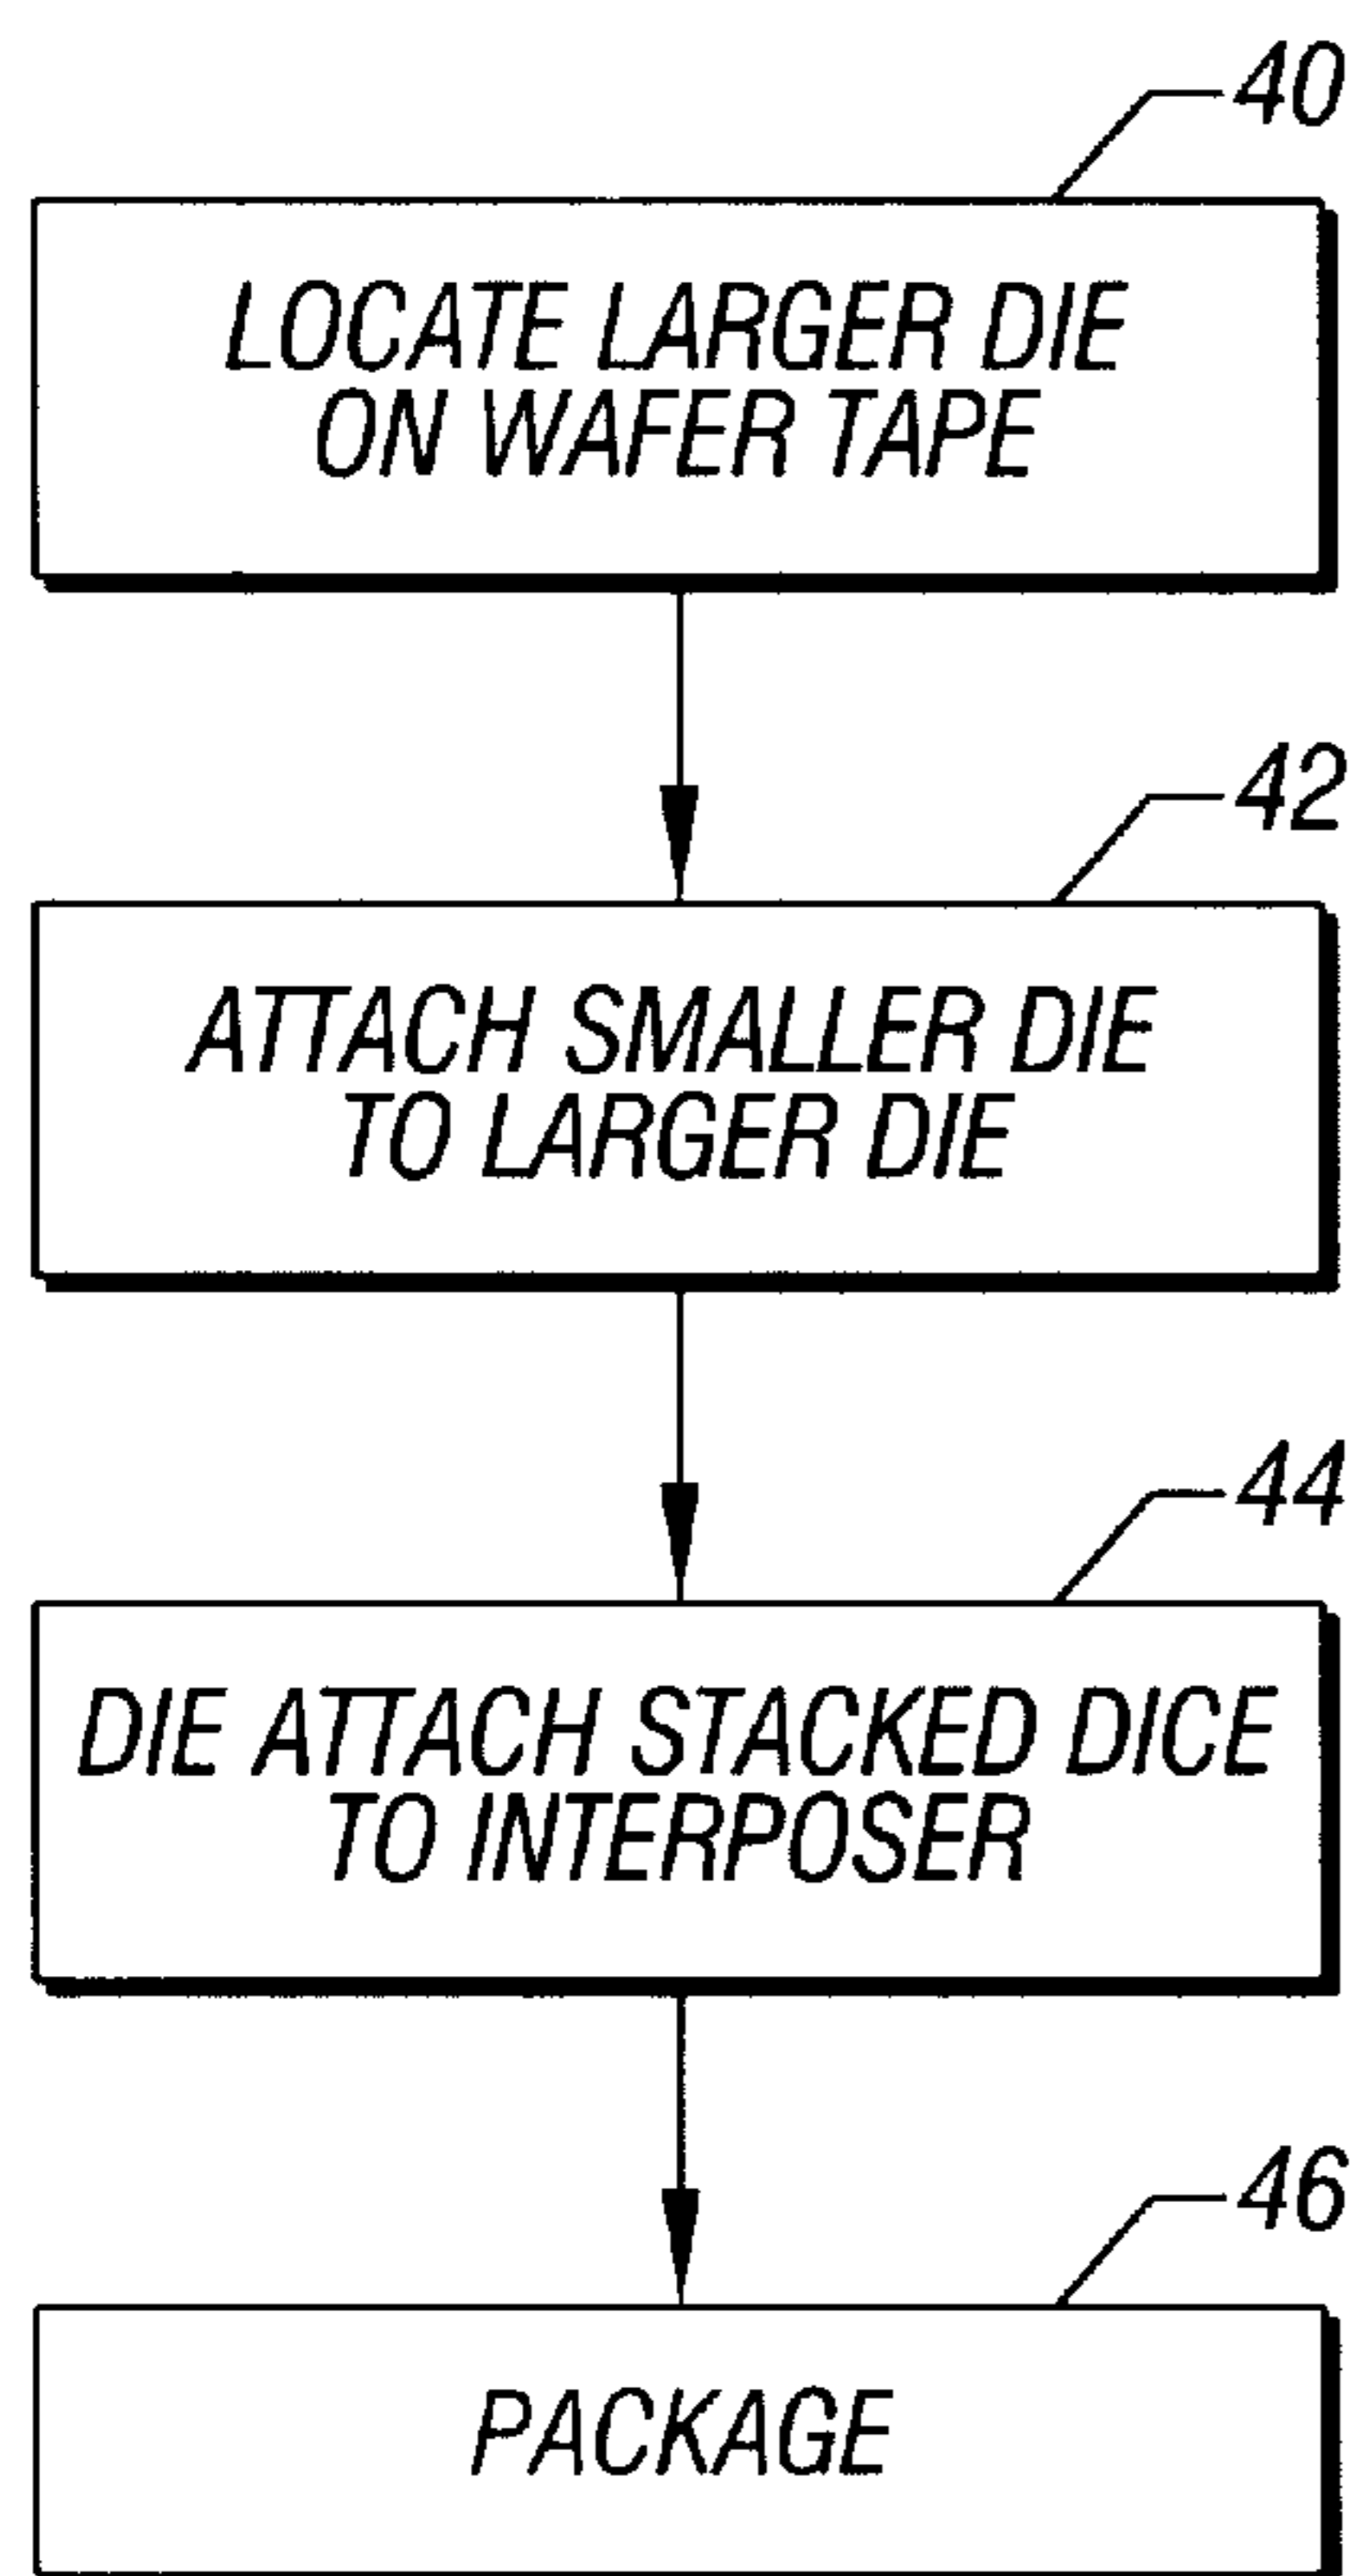 40
LOCATE LARGER DIE
ON WAFER TAPE
42
ATTACH SMALLER DIE
TO LARGER DIE
44
DIE ATTACH STACKED DICE
TO INTERPOSER
46
PACKAGE